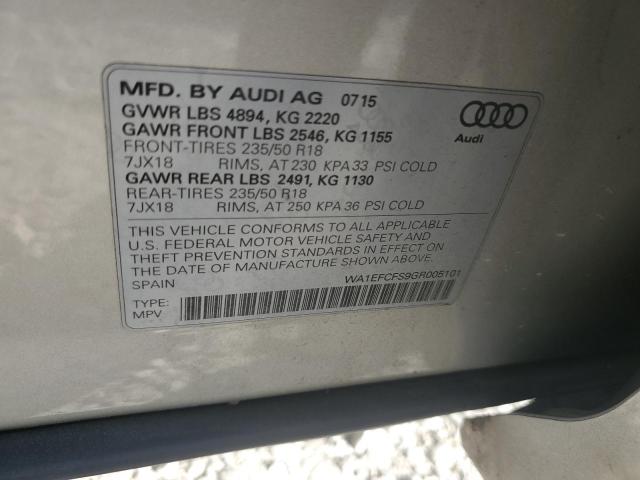 MFD. BY AUDI AG 0715
GVWR LBS 4894, KG 2220
GAWR FRONT LBS 2546, KG 1155
FRONT-TIRES 235/50 R18
7JX18 RIMS, AT 230 KPA 33 PSI COLD
GAWR REAR LBS 2491, KG 1130
REAR-TIRES 235/50 R18
7JX18 RIMS, AT 250 KPA 36 PSI COLD
Audi
THIS VEHICLE CONFORMS TO ALL APPLICABLE
U.S. FEDERAL MOTOR VEHICLE SAFETY AND
THEFT PREVENTION STANDARDS IN EFFECT ON
THE DATE OF MANUFACTURE SHOWN ABOVE.
SPAIN
WA1EFCFS9GR005101
TYPE:
MPV